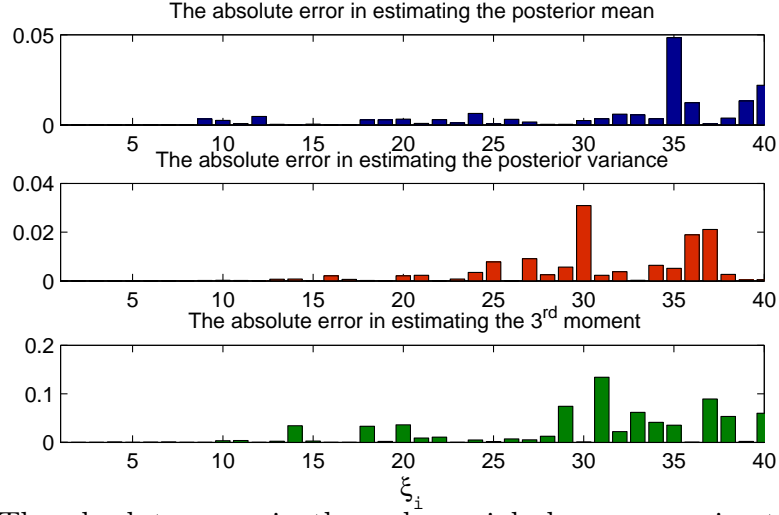 The absolute error in estimating the posterior mean
0.05
0
5 10 15 20 25 30 35 40
The absolute error in estimating the posterior variance
0.04
0.02
0
5 10 15 20 25 30 35 40
The absolute error in estimating the 3rd moment
0.2
0.1
0
5 10 15 20 25 30 35 40
ξi